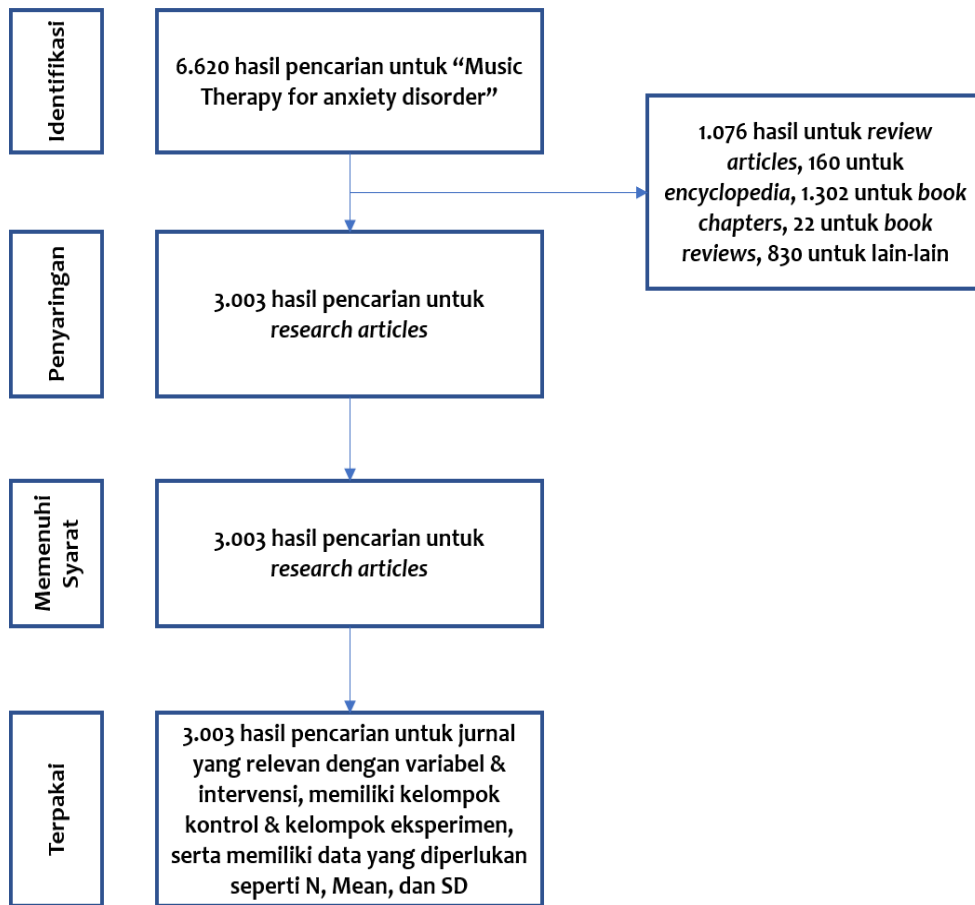 Identifikasi
6.620 hasil pencarian untuk “Music
Therapy for anxiety disorder”
1.076 hasil untuk review
articles, 160 untuk
encyclopedia, 1.302 untuk book
chapters, 22 untuk book
reviews, 830 untuk lain-lain
Penyaringan
3.003 hasil pencarian untuk
research articles
Memenuhi
Syarat
3.003 hasil pencarian untuk
research articles
Terpakai
3.003 hasil pencarian untuk jurnal
yang relevan dengan variabel &
intervensi, memiliki kelompok
kontrol & kelompok eksperimen,
serta memiliki data yang diperlukan
seperti N, Mean, dan SD